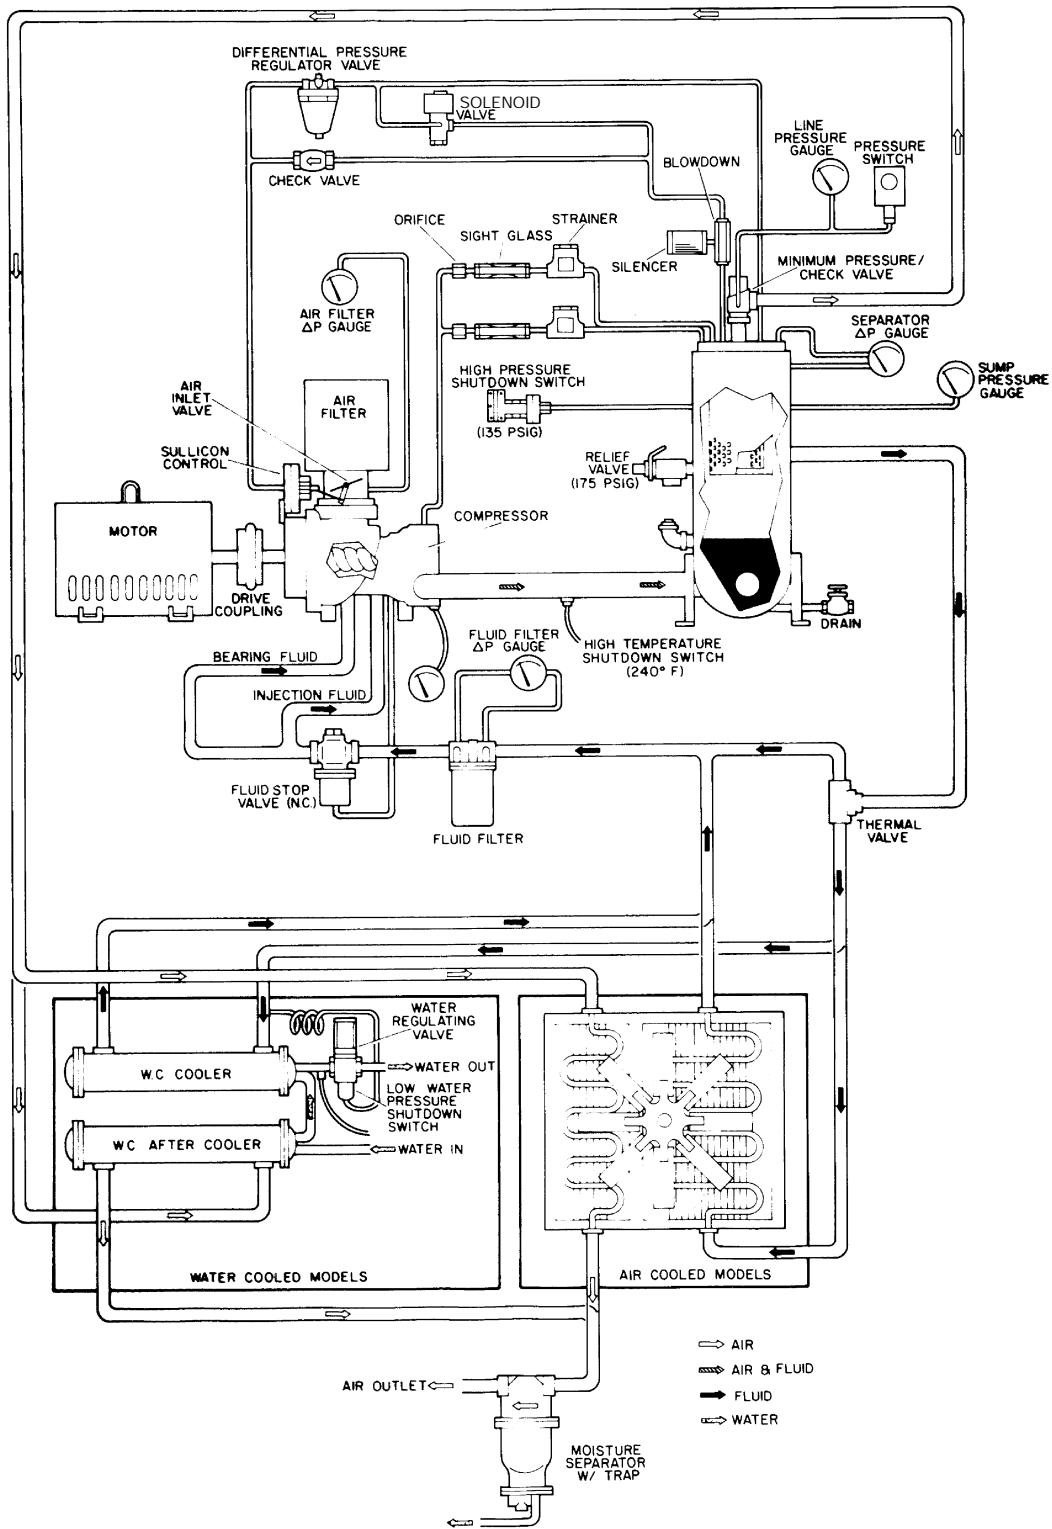 DIFFERENTIAL PRESSURE
REGULATOR VALVE
SOLENOID
VALVE
CHECK VALVE
LINE
PRESSURE
GAUGE
PRESSURE
SWITCH
BLOWDOWN
ORIFICE
SIGHT GLASS
STRAINER
SILENCER
MINIMUM PRESSURE/
CHECK VALVE
AIR FILTER
ΔP GAUGE
SEPARATOR
ΔP GAUGE
HIGH PRESSURE
SHUTDOWN SWITCH
(135 PSIG)
SUMP
PRESSURE
GAUGE
AIR
INLET
VALVE
AIR
FILTER
SULLICON
CONTROL
RELIEF
VALVE
(175 PSIG)
MOTOR
COMPRESSOR
DRIVE
COUPLING
DRAIN
BEARING FLUID
FLUID FILTER
ΔP GAUGE
HIGH TEMPERATURE
SHUTDOWN SWITCH
(240° F)
INJECTION FLUID
FLUID STOP
VALVE (N.C.)
FLUID FILTER
THERMAL
VALVE
WATER
REGULATING
VALVE
W.C COOLER
WATER OUT
LOW WATER
PRESSURE
SHUTDOWN
SWITCH
WC AFTER COOLER
WATER IN
WATER COOLED MODELS
AIR COOLED MODELS
AIR
AIR & FLUID
FLUID
WATER
AIR OUTLET
MOISTURE
SEPARATOR
W/ TRAP